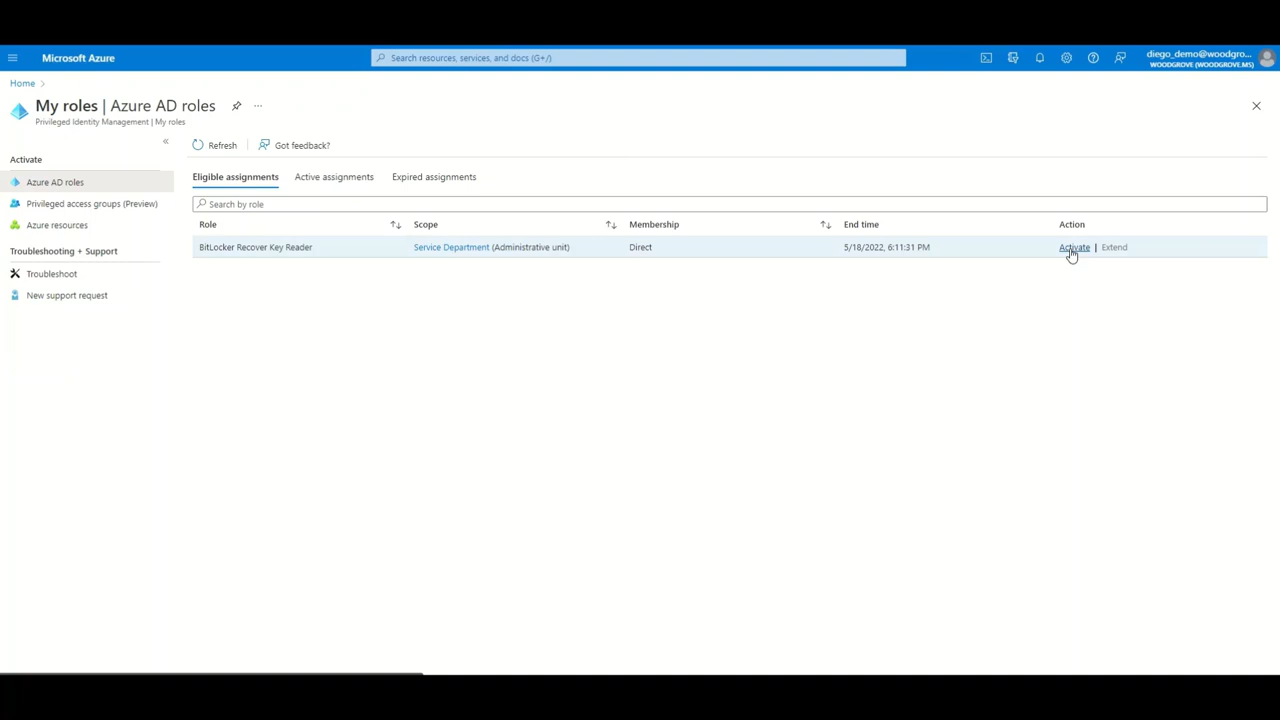 Microsoft Azure
Search resources, services, and docs (G+/)
diego_demo@woodgro...
WOODGROVE (WOODGROVE.MS)
Home
My roles | Azure AD roles
Privileged Identity Management | My roles
Refresh
Got feedback?
Activate
Azure AD roles
Privileged access groups (Preview)
Azure resources
Troubleshooting + Support
Troubleshoot
New support request
Eligible assignments
Active assignments
Expired assignments
Search by role
Role Scope Membership End time Action
BitLocker Recover Key Reader Service Department (Administrative unit) Direct 5/18/2022, 6:11:31 PM Activate | Extend